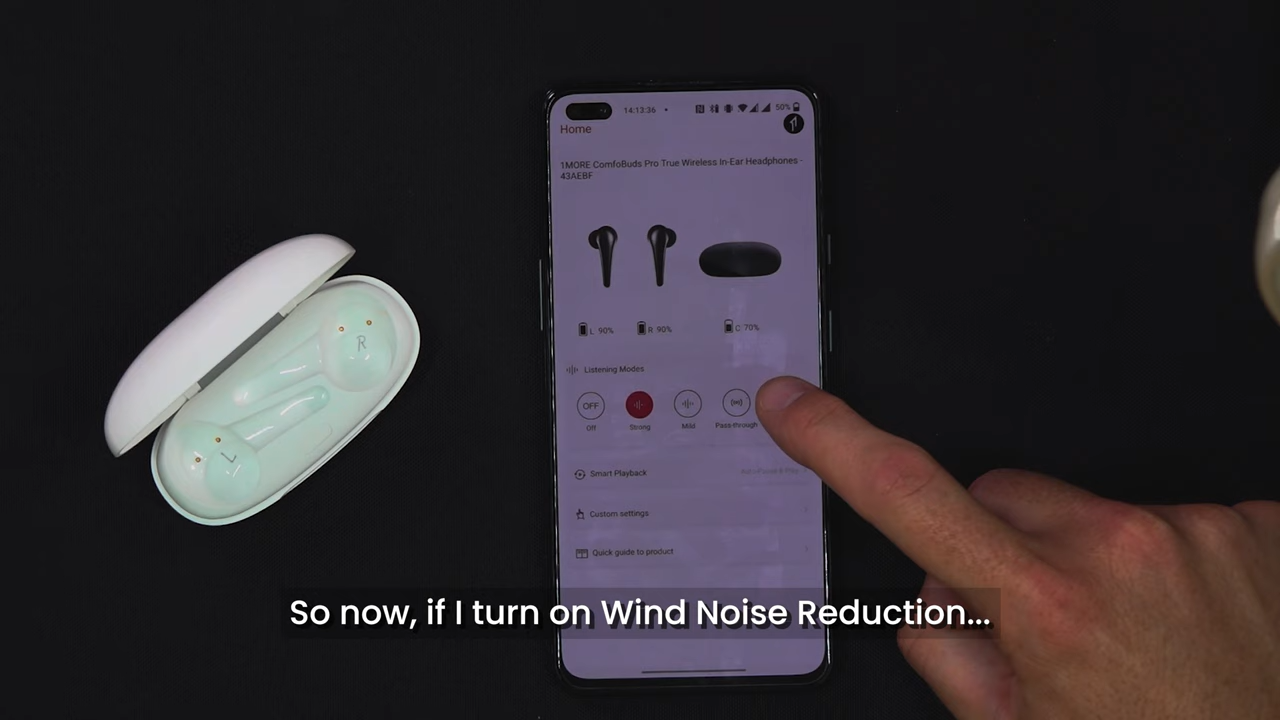 14:13:36
50%
Home
1MORE ComfoBuds Pro True Wireless In-Ear Headphones -
43AEBF
L 90%
R 90%
C 70%
Listening Modes
OFF
Off
Strong
Mild
Pass-through
Smart Playback
Custom settings
Quick guide to product
R
L
So now, if I turn on Wind Noise Reduction...